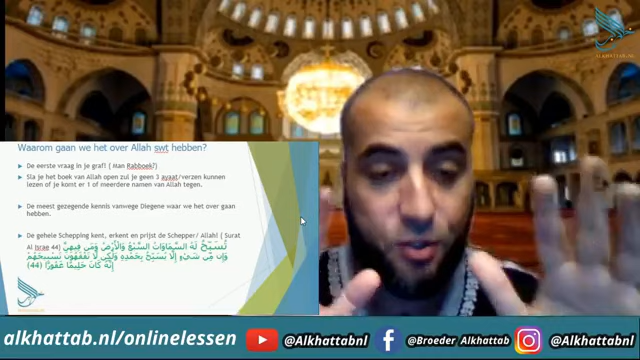 ALKHATTAB.NL
Waarom gaan we het over Allah swt hebben?
De eerste vraag in je graf! ( Man Rabboek?)
Sla je het boek van Allah open zul je geen 3 ayaat/verzen kunnen
lezen of je komt er 1 of meerdere namen van Allah tegen.
De meest gezegende kennis vanwege Diegene waar we het over gaan
hebben.
De gehele Schepping kent, erkent en prijst de Schepper/ Allah! ( Surat
Al Israe 44) تُسَبِّحُ لَهُ السَّمَاوَاتُ السَّبْعُ وَالْأَرْضُ وَمَن فِيهِنَّ
وَإِن مِّن شَيْءٍ إِلَّا يُسَبِّحُ بِحَمْدِهِ وَلَٰكِن لَّا تَفْقَهُونَ تَسْبِيحَهُمْ
إِنَّهُ كَانَ حَلِيمًا غَفُورًا (44)
alkhattab.nl/onlinelessen @Alkhattabnl @Broeder_Alkhattab @Alkhattabnl